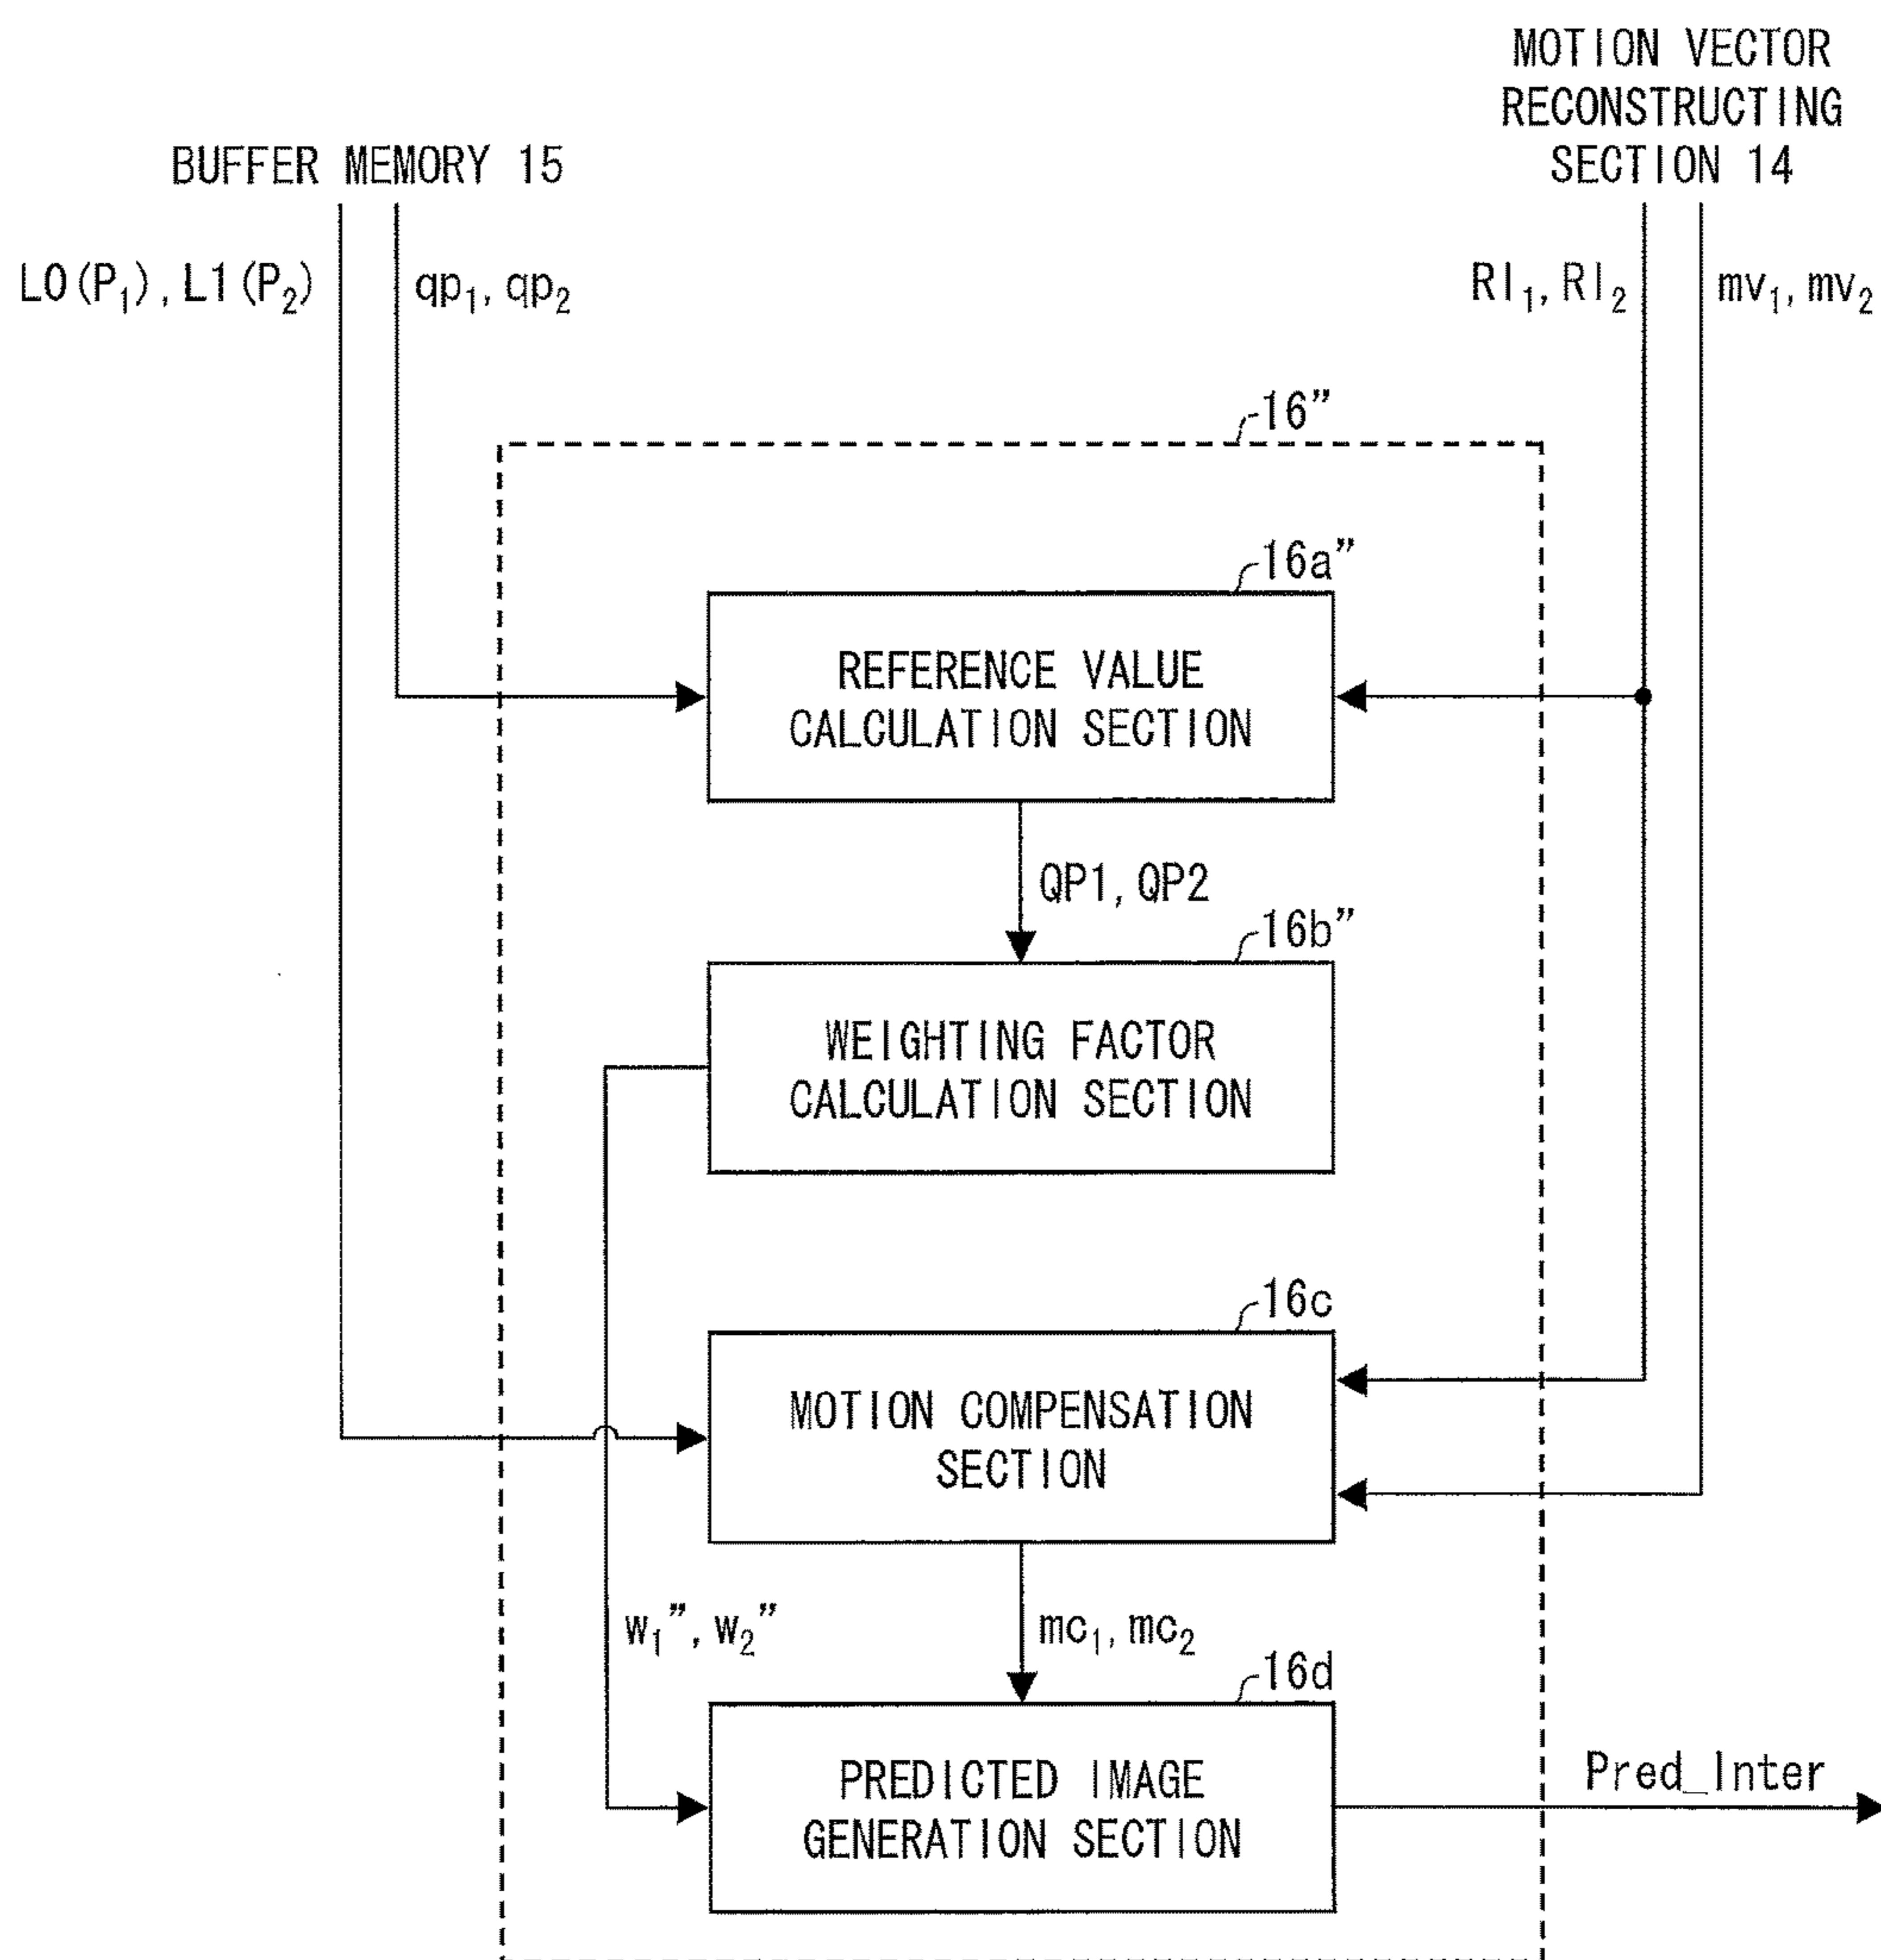 MOTION VECTOR
RECONSTRUCTING
SECTION 14
BUFFER MEMORY 15
L0(P₁), L1(P₂)
qp₁, qp₂
RI₁, RI₂
mv₁, mv₂
16”
16a”
REFERENCE VALUE
CALCULATION SECTION
QP1, QP2
16b”
WEIGHTING FACTOR
CALCULATION SECTION
16c
MOTION COMPENSATION
SECTION
w₁”, w₂”
mc₁, mc₂
16d
PREDICTED IMAGE
GENERATION SECTION
Pred_Inter